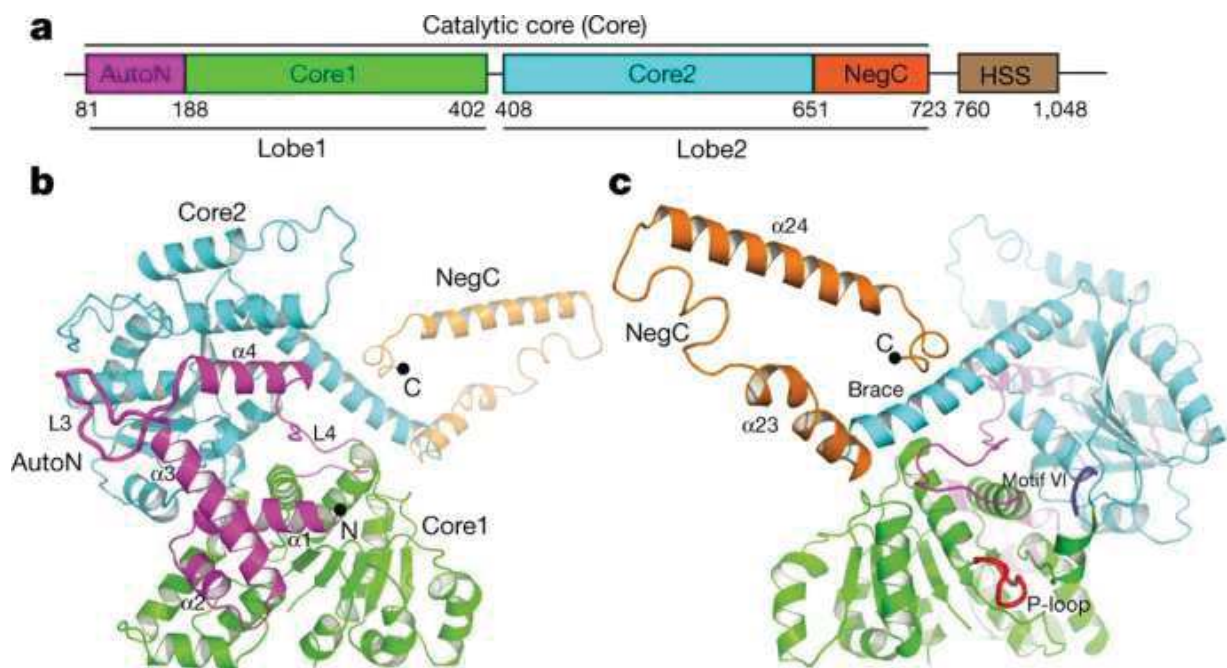 a
Catalytic core (Core)
AutoN Core1 Core2 NegC HSS
81 188 402 408 651 723 760 1,048
Lobe1 Lobe2
b c
Core2 α24
NegC
α4 NegC C
C Brace
L3 L4 α23
AutoN α3 Motif VI
N Core1
α1
α2 P-loop